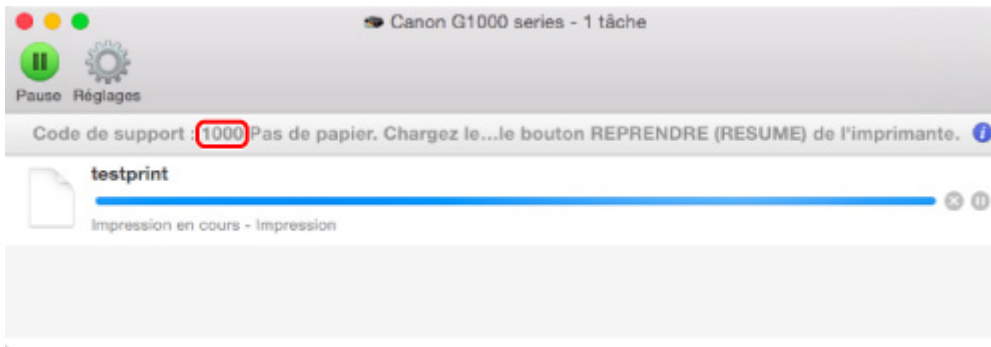 Canon G1000 series - 1 tâche
Pause Réglages
Code de support : 1000 Pas de papier. Chargez le...le bouton REPRENDRE (RESUME) de l'imprimante.
testprint
Impression en cours - Impression